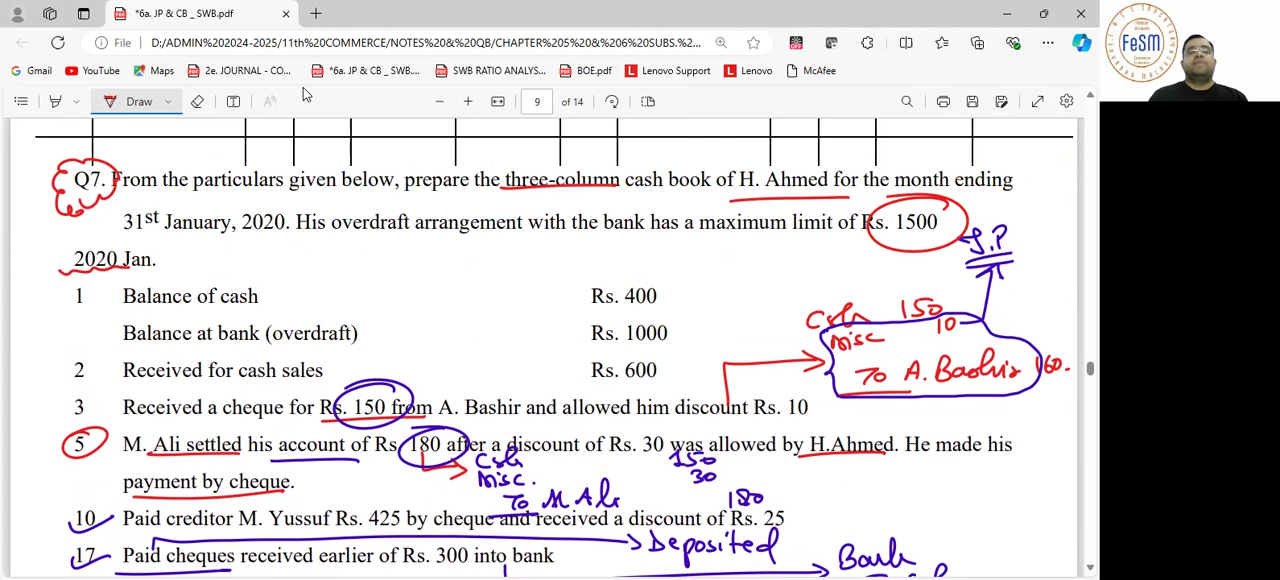 *6a. JP & CB _ SWB.pdf
File D:/ADMIN%202024-2025/11th%20COMMERCE/NOTES%20&%20QB/CHAPTER%205%20&%206%20SUBS.%2...
Gmail YouTube Maps 2e. JOURNAL - CO... *6a. JP & CB _ SWB.... SWB RATIO ANALYS... BOE.pdf Lenovo Support Lenovo McAfee
Draw 9 of 14
FeSM
Q7. From the particulars given below, prepare the three-column cash book of H. Ahmed for the month ending
31st January, 2020. His overdraft arrangement with the bank has a maximum limit of Rs. 1500
2020 Jan.
1 Balance of cash Rs. 400
Balance at bank (overdraft) Rs. 1000
Csh 150
Disc 10
To A. Bashir 160.
2 Received for cash sales Rs. 600
3 Received a cheque for Rs. 150 from A. Bashir and allowed him discount Rs. 10
5 M. Ali settled his account of Rs. 180 after a discount of Rs. 30 was allowed by H.Ahmed. He made his
payment by cheque.
Csh 150
Disc. 30
To M Ali 180
10 Paid creditor M. Yussuf Rs. 425 by cheque and received a discount of Rs. 25
17 Paid cheques received earlier of Rs. 300 into bank
Deposited
Bank